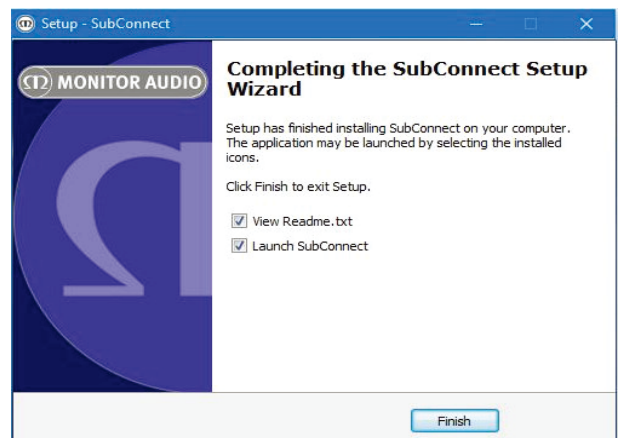 Setup - SubConnect
MONITOR AUDIO
Completing the SubConnect Setup
Wizard
Setup has finished installing SubConnect on your computer.
The application may be launched by selecting the installed
icons.
Click Finish to exit Setup.
View Readme.txt
Launch SubConnect
Finish